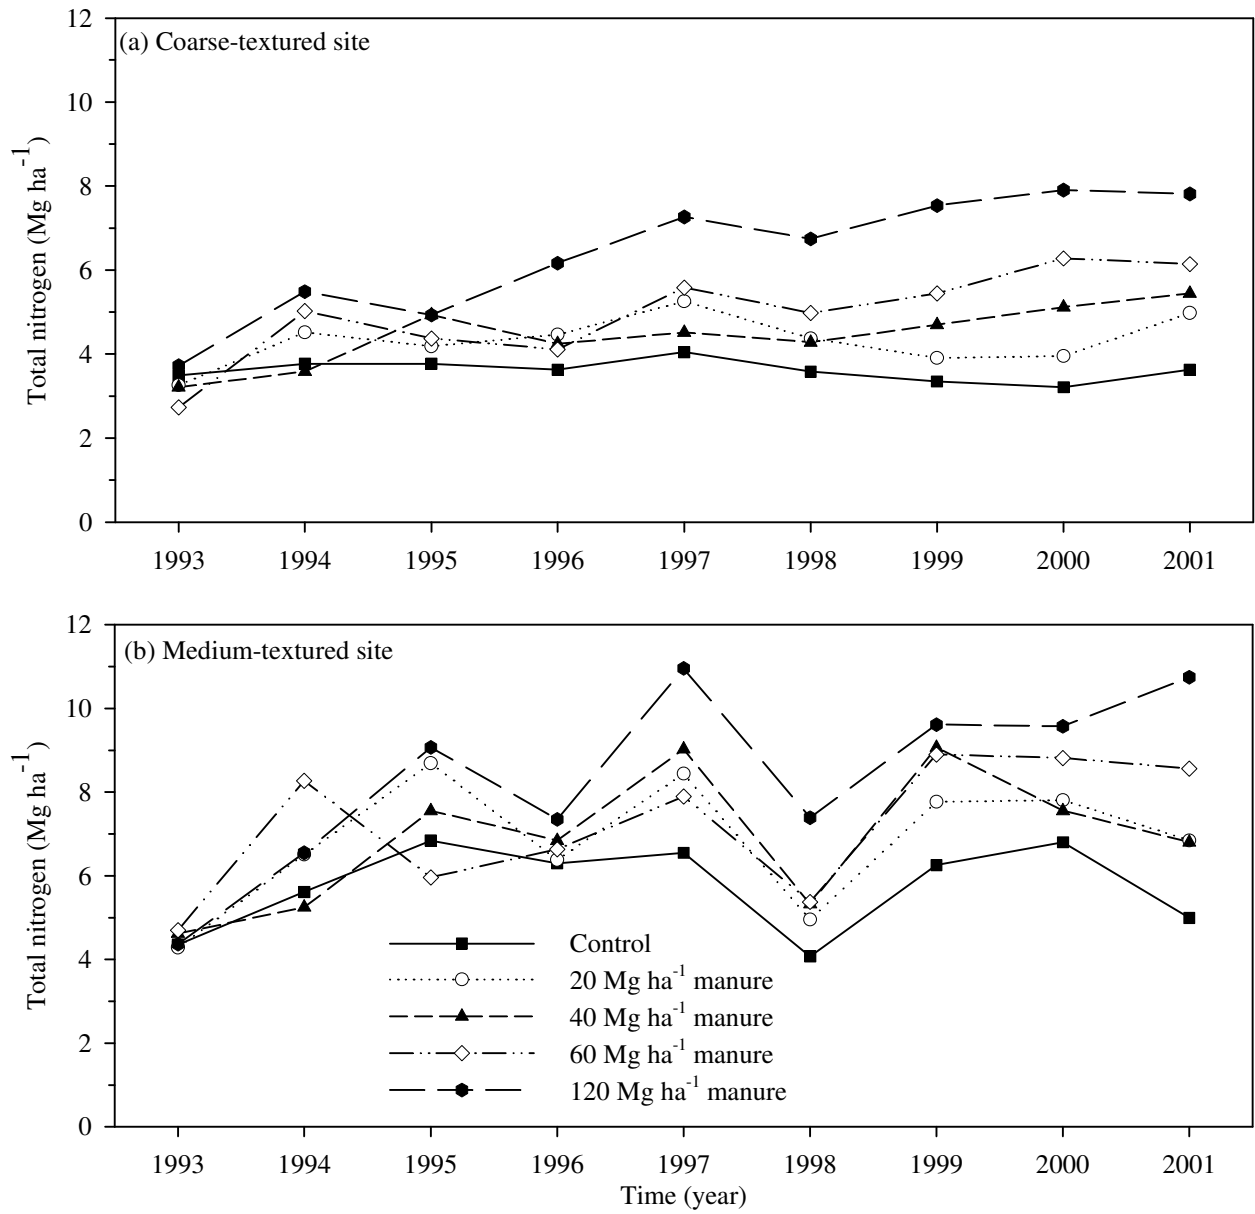 12
(a) Coarse-textured site
10
8
6
4
2
0
Total nitrogen (Mg ha-1)
1993 1994 1995 1996 1997 1998 1999 2000 2001
12
(b) Medium-textured site
10
8
6
4
2
0
Total nitrogen (Mg ha-1)
Control
20 Mg ha-1 manure
40 Mg ha-1 manure
60 Mg ha-1 manure
120 Mg ha-1 manure
1993 1994 1995 1996 1997 1998 1999 2000 2001
Time (year)